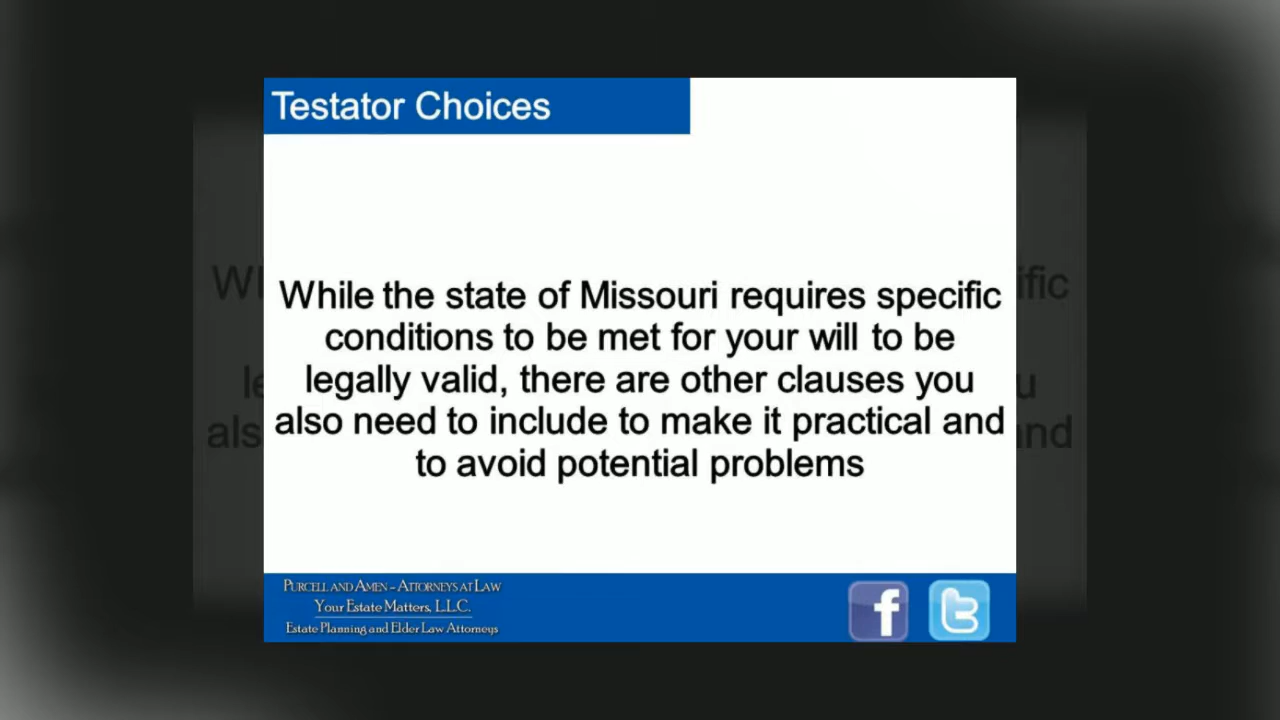 Testator Choices
While the state of Missouri requires specific
conditions to be met for your will to be
legally valid, there are other clauses you
also need to include to make it practical and
to avoid potential problems
PURCELL AND AMEN – ATTORNEYS AT LAW
Your Estate Matters, L.L.C.
Estate Planning and Elder Law Attorneys